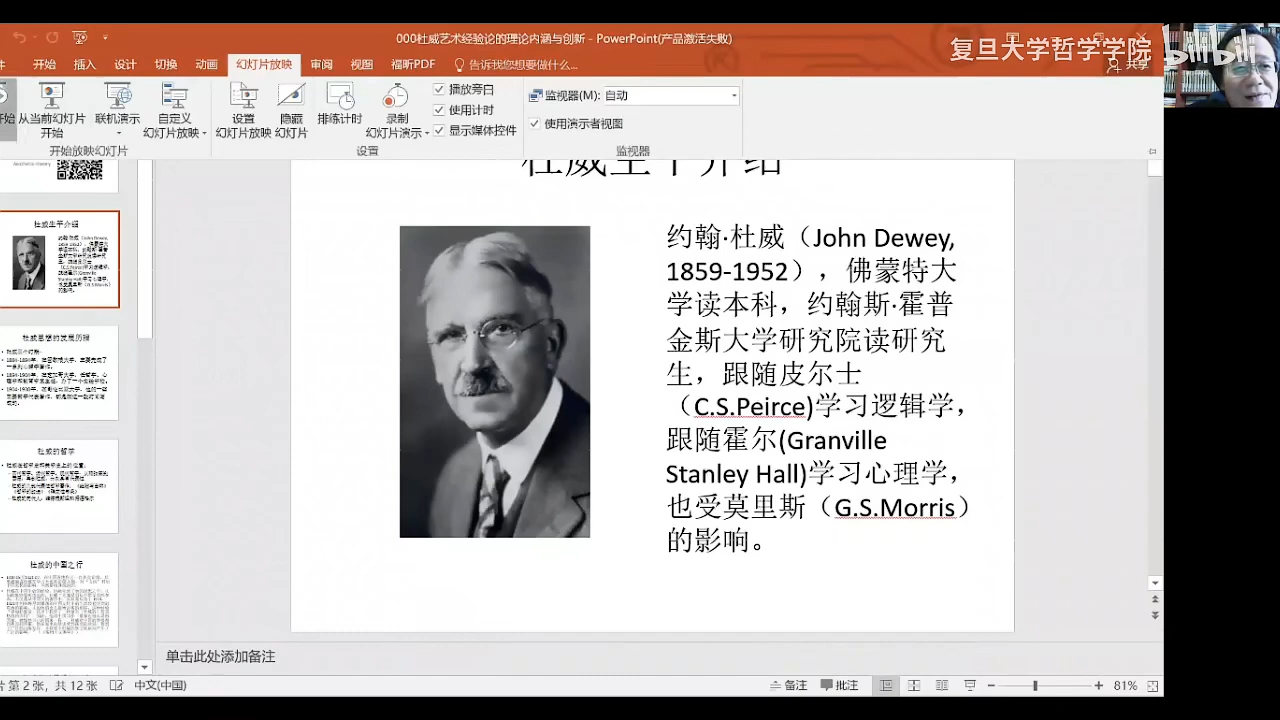 000杜威艺术经验论的理论内涵与创新 - PowerPoint(产品激活失败)
复旦大学哲学学院
bilibili
开始 插入 设计 切换 动画 幻灯片放映 审阅 视图 福昕PDF 告诉我您想要做什么... 共享
从当前幻灯片开始
联机演示
自定义幻灯片放映
设置幻灯片放映
隐藏幻灯片
排练计时
录制幻灯片演示
播放旁白
使用计时
显示媒体控件
监视器(M): 自动
使用演示者视图
开始放映幻灯片 设置 监视器
杜威生平介绍
杜威思想的发展历程
杜威的哲学
杜威的中国之行
杜威生平介绍
约翰·杜威（John Dewey,
1859-1952），佛蒙特大
学读本科，约翰斯·霍普
金斯大学研究院读研究
生，跟随皮尔士
（C.S.Peirce)学习逻辑学，
跟随霍尔(Granville
Stanley Hall)学习心理学，
也受莫里斯（G.S.Morris）
的影响。
单击此处添加备注
第 2 张，共 12 张 中文(中国) 备注 批注 81%